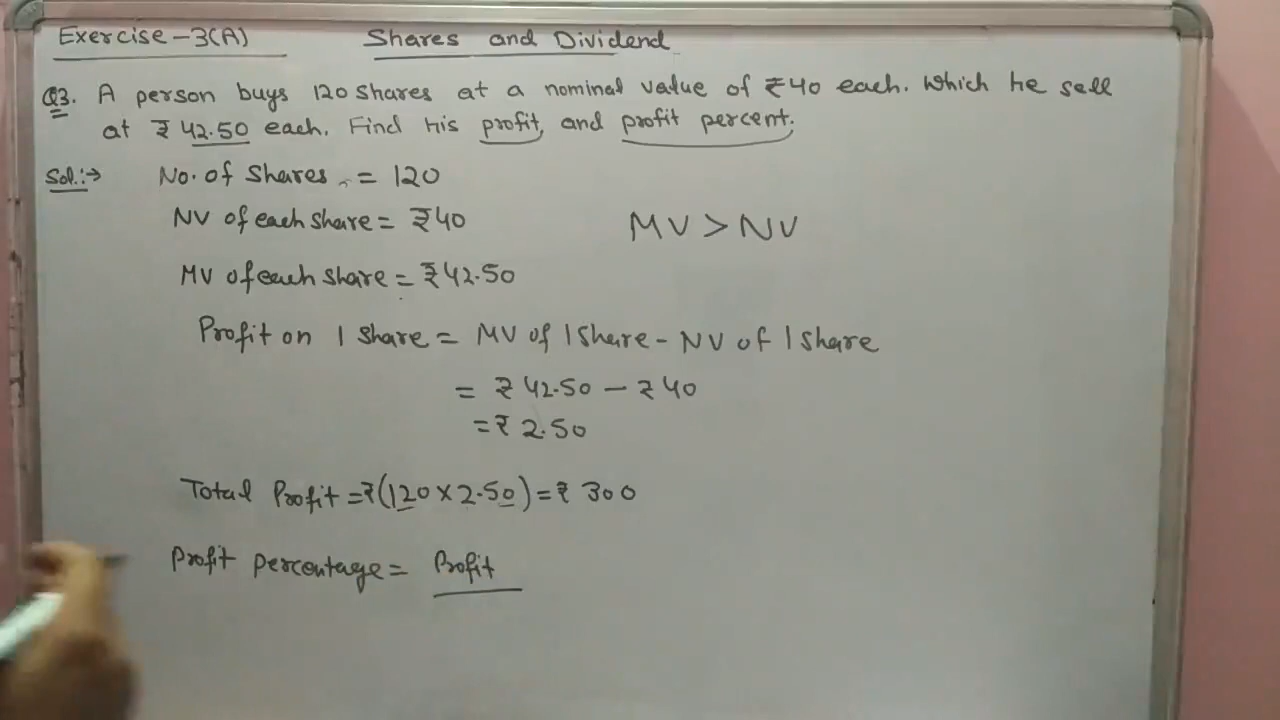 Exercise-3(A) Shares and Dividend
Q3. A person buys 120 shares at a nominal value of ₹40 each. Which he sell
at ₹ 42.50 each. Find his profit and profit percent.
Sol.:→ No. of Shares = 120
NV of each share = ₹40
MV > NV
MV of each share = ₹42.50
Profit on 1 Share = MV of 1 Share - NV of 1 share
= ₹ 42.50 - ₹ 40
= ₹ 2.50
Total Profit = ₹(120 × 2.50) = ₹ 300
Profit percentage = Profit